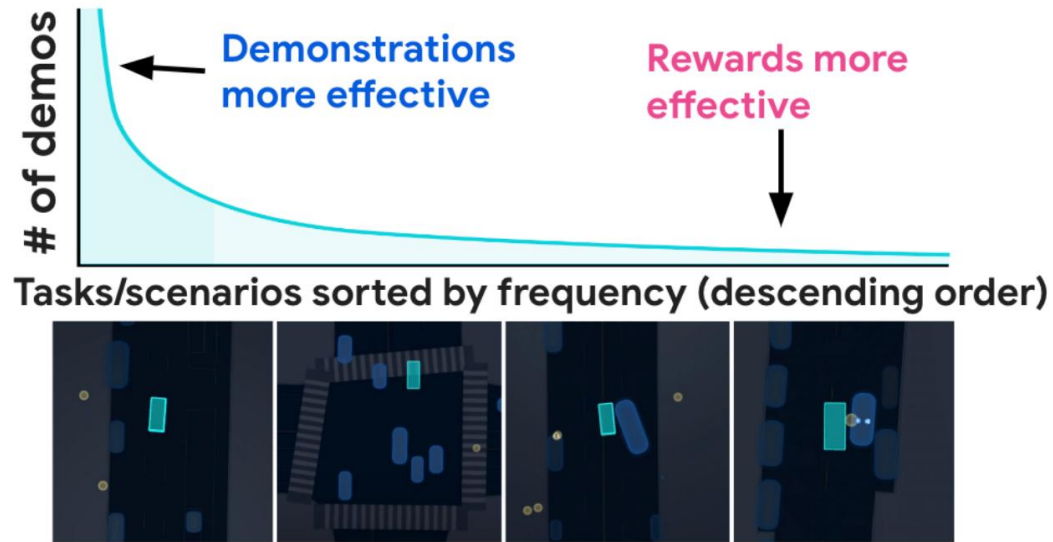 # of demos
Demonstrations
more effective
Rewards more
effective
Tasks/scenarios sorted by frequency (descending order)